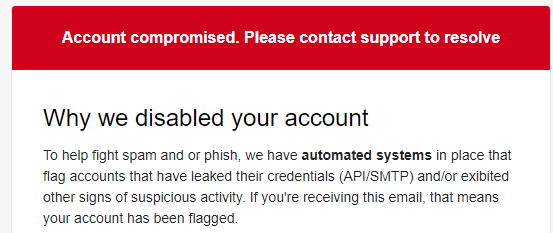 Account compromised. Please contact support to resolve
Why we disabled your account
To help fight spam and or phish, we have automated systems in place that
flag accounts that have leaked their credentials (API/SMTP) and/or exibited
other signs of suspicious activity. If you're receiving this email, that means
your account has been flagged.